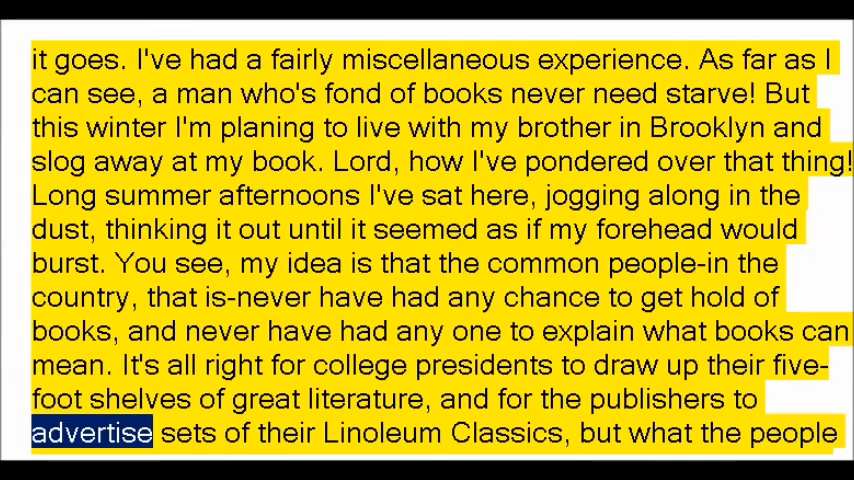 it goes. I've had a fairly miscellaneous experience. As far as I
can see, a man who's fond of books never need starve! But
this winter I'm planing to live with my brother in Brooklyn and
slog away at my book. Lord, how I've pondered over that thing!
Long summer afternoons I've sat here, jogging along in the
dust, thinking it out until it seemed as if my forehead would
burst. You see, my idea is that the common people-in the
country, that is-never have had any chance to get hold of
books, and never have had any one to explain what books can
mean. It's all right for college presidents to draw up their five-
foot shelves of great literature, and for the publishers to
advertise sets of their Linoleum Classics, but what the people